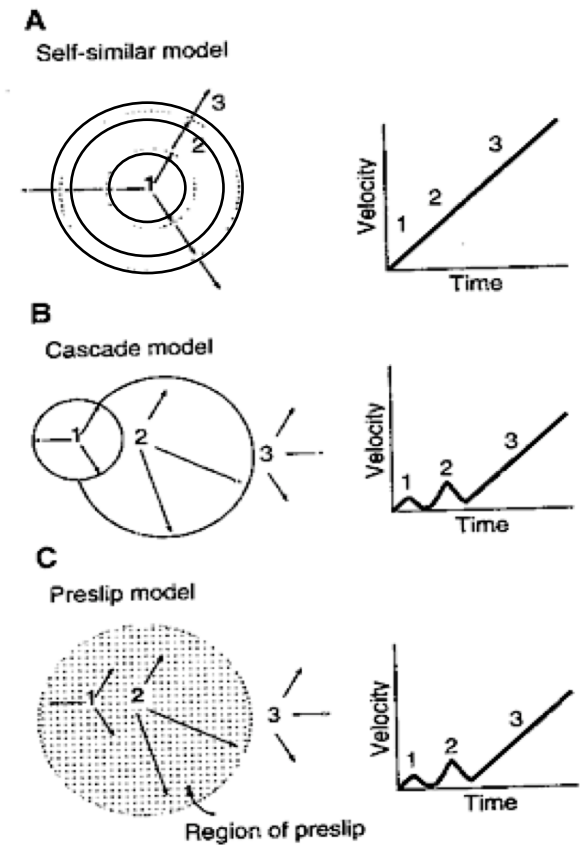 A
Self-similar model
3
2
1
Velocity
1
2
3
Time
B
Cascade model
1
2
3
Velocity
1
2
3
Time
C
Preslip model
1
2
3
Region of preslip
Velocity
1
2
3
Time